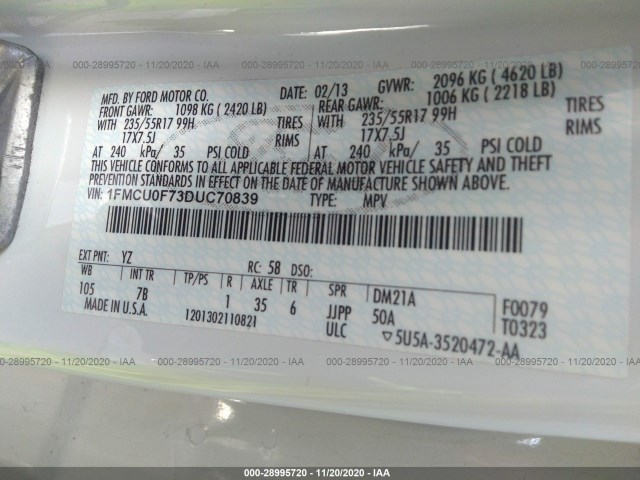 000-28995720 - 11/20/2020 - IAA
MFD. BY FORD MOTOR CO. DATE: 02/13 GVWR: 2096 KG ( 4620 LB)
FRONT GAWR: 1098 KG ( 2420 LB) REAR GAWR: 1006 KG ( 2218 LB)
WITH 235/55R17 99H TIRES WITH 235/55R17 99H TIRES
17X7.5J RIMS 17X7.5J RIMS
AT 240 kPa/ 35 PSI COLD AT 240 kPa/ 35 PSI COLD
THIS VEHICLE CONFORMS TO ALL APPLICABLE FEDERAL MOTOR VEHICLE SAFETY AND THEFT
PREVENTION STANDARDS IN EFFECT ON THE DATE OF MANUFACTURE SHOWN ABOVE.
VIN: 1FMCU0F73DUC70839 TYPE: MPV
EXT PNT: YZ RC: 58 DSO:
WB INT TR TP/PS R AXLE TR SPR DM21A F0079
105 7B 1 35 6 JJPP 50A T0323
MADE IN U.S.A. 1201302110821 ULC 5U5A-3520472-AA
000-28995720 - 11/20/2020 - IAA